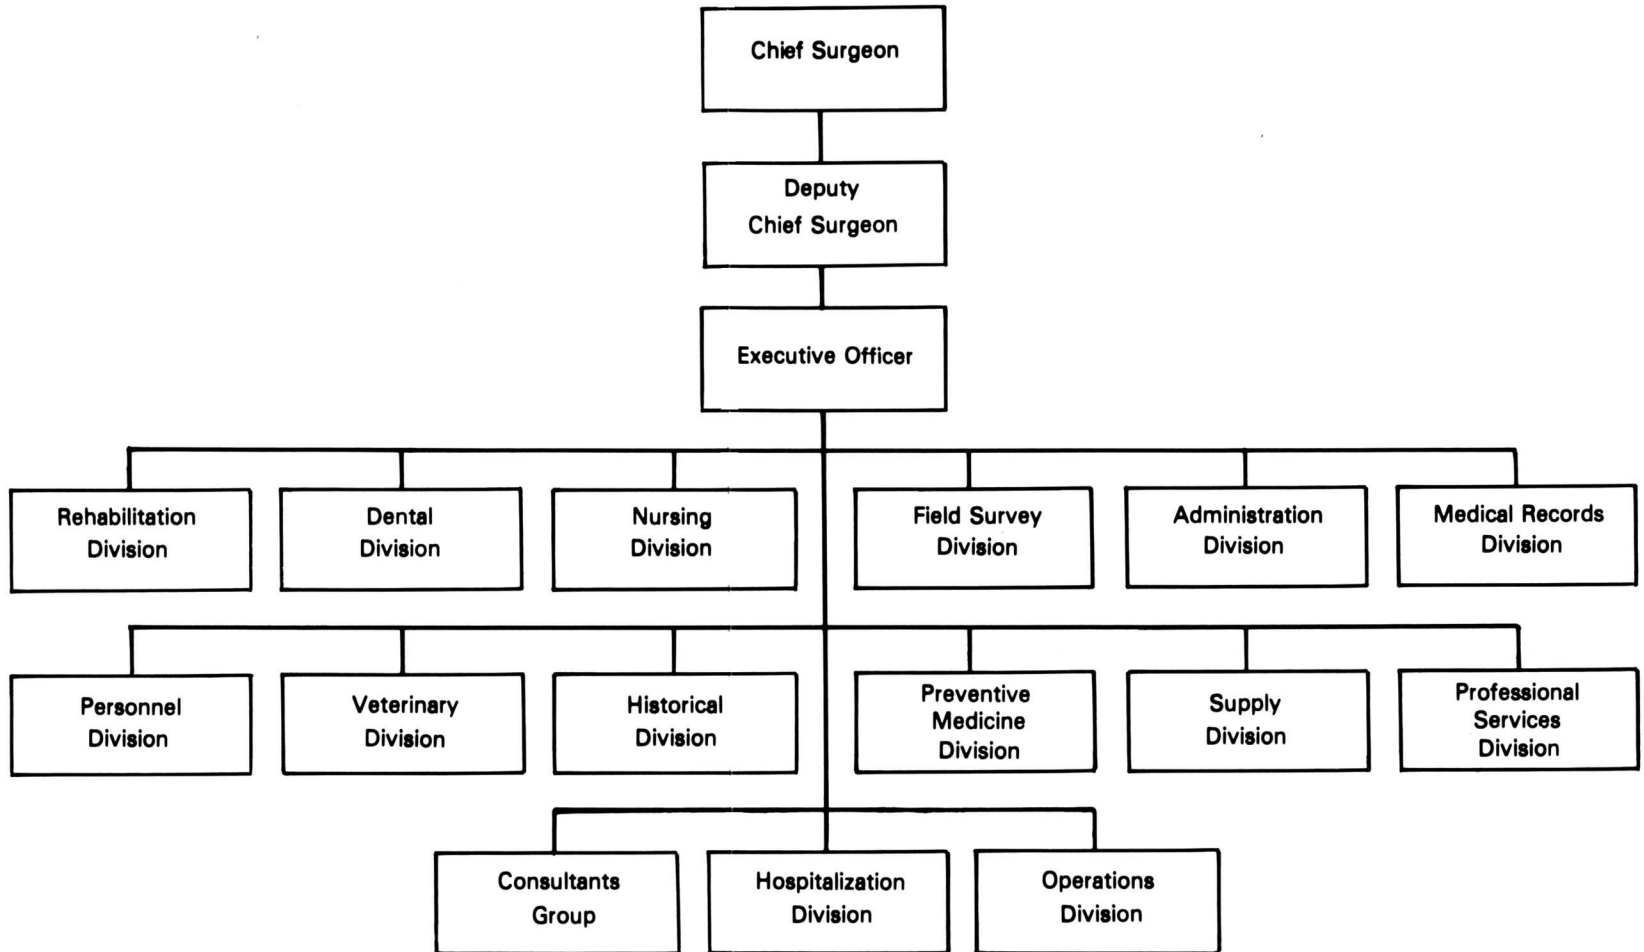 Chief Surgeon
Deputy
Chief Surgeon
Executive Officer
Rehabilitation
Division
Dental
Division
Nursing
Division
Field Survey
Division
Administration
Division
Medical Records
Division
Personnel
Division
Veterinary
Division
Historical
Division
Preventive
Medicine
Division
Supply
Division
Professional
Services
Division
Consultants
Group
Hospitalization
Division
Operations
Division